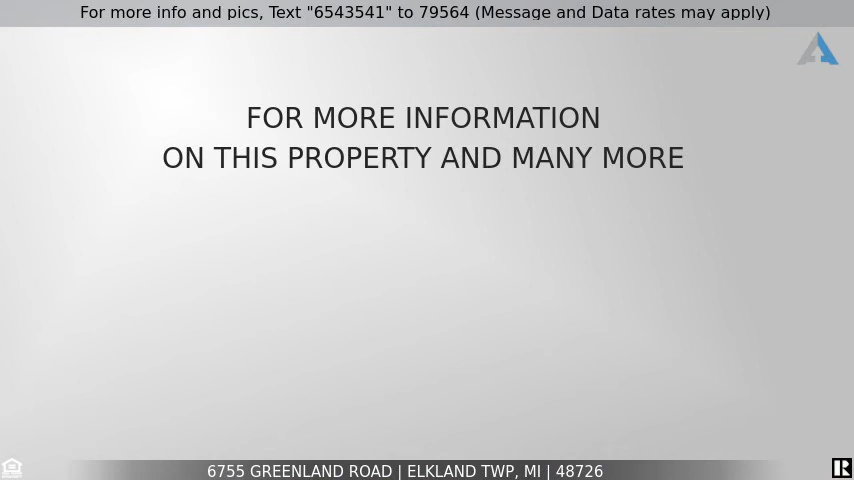 For more info and pics, Text "6543541" to 79564 (Message and Data rates may apply)
FOR MORE INFORMATION
ON THIS PROPERTY AND MANY MORE
6755 GREENLAND ROAD | ELKLAND TWP, MI | 48726